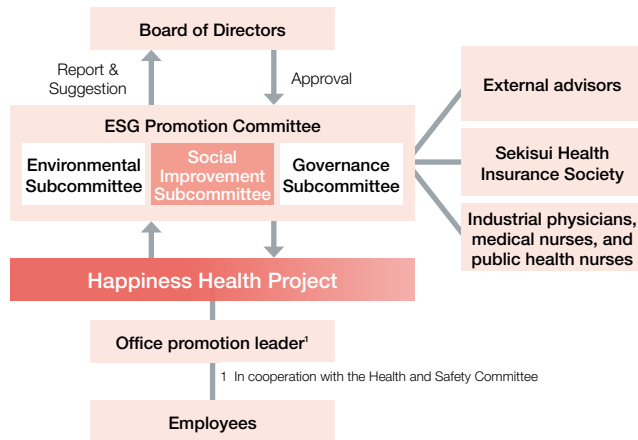 Board of Directors
Report &
Suggestion
Approval
ESG Promotion Committee
Environmental
Subcommittee
Social
Improvement
Subcommittee
Governance
Subcommittee
External advisors
Sekisui Health
Insurance Society
Industrial physicians,
medical nurses, and
public health nurses
Happiness Health Project
Office promotion leader¹
1 In cooperation with the Health and Safety Committee
Employees